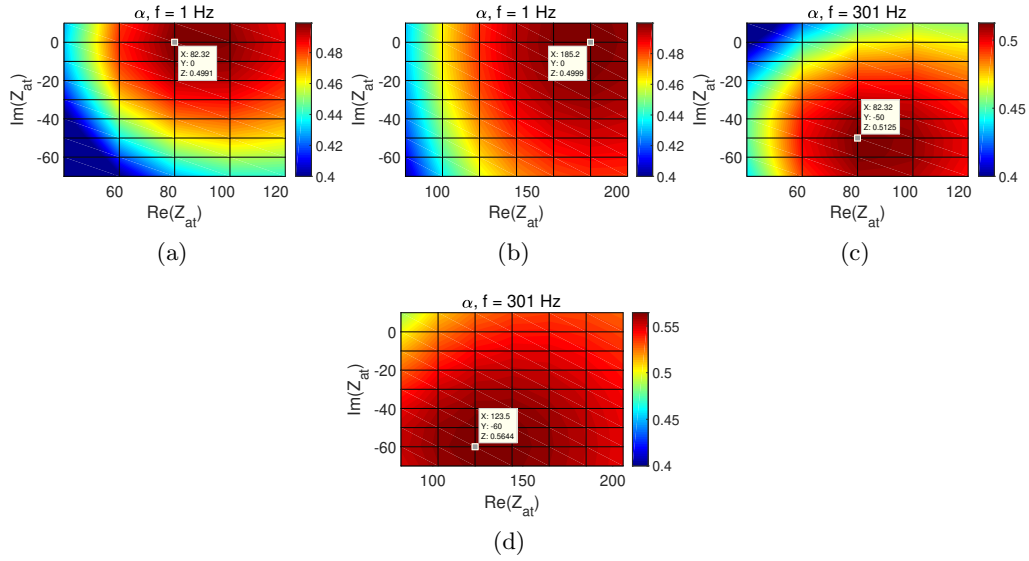 α, f = 1 Hz
Im(Z_at)
0
-20
-40
-60
X: 82.32
Y: 0
Z: 0.4991
60 80 100 120
Re(Z_at)
0.48
0.46
0.44
0.42
0.4
(a)
α, f = 1 Hz
Im(Z_at)
0
-20
-40
-60
X: 185.2
Y: 0
Z: 0.4999
100 150 200
Re(Z_at)
0.48
0.46
0.44
0.42
0.4
(b)
α, f = 301 Hz
Im(Z_at)
0
-20
-40
-60
X: 82.32
Y: -50
Z: 0.5125
60 80 100 120
Re(Z_at)
0.5
0.45
0.4
(c)
α, f = 301 Hz
Im(Z_at)
0
-20
-40
-60
X: 123.5
Y: -60
Z: 0.5644
100 150 200
Re(Z_at)
0.55
0.5
0.45
0.4
(d)